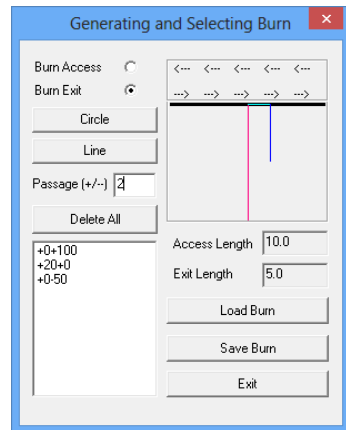 Generating and Selecting Burn
Burn Access
Burn Exit
Circle
Line
Passage (+/--) 2
Delete All
+0+100
+20+0
+0-50
<--- <--- <--- <--- <---
---> ---> ---> ---> --->
Access Length 10.0
Exit Length 5.0
Load Burn
Save Burn
Exit